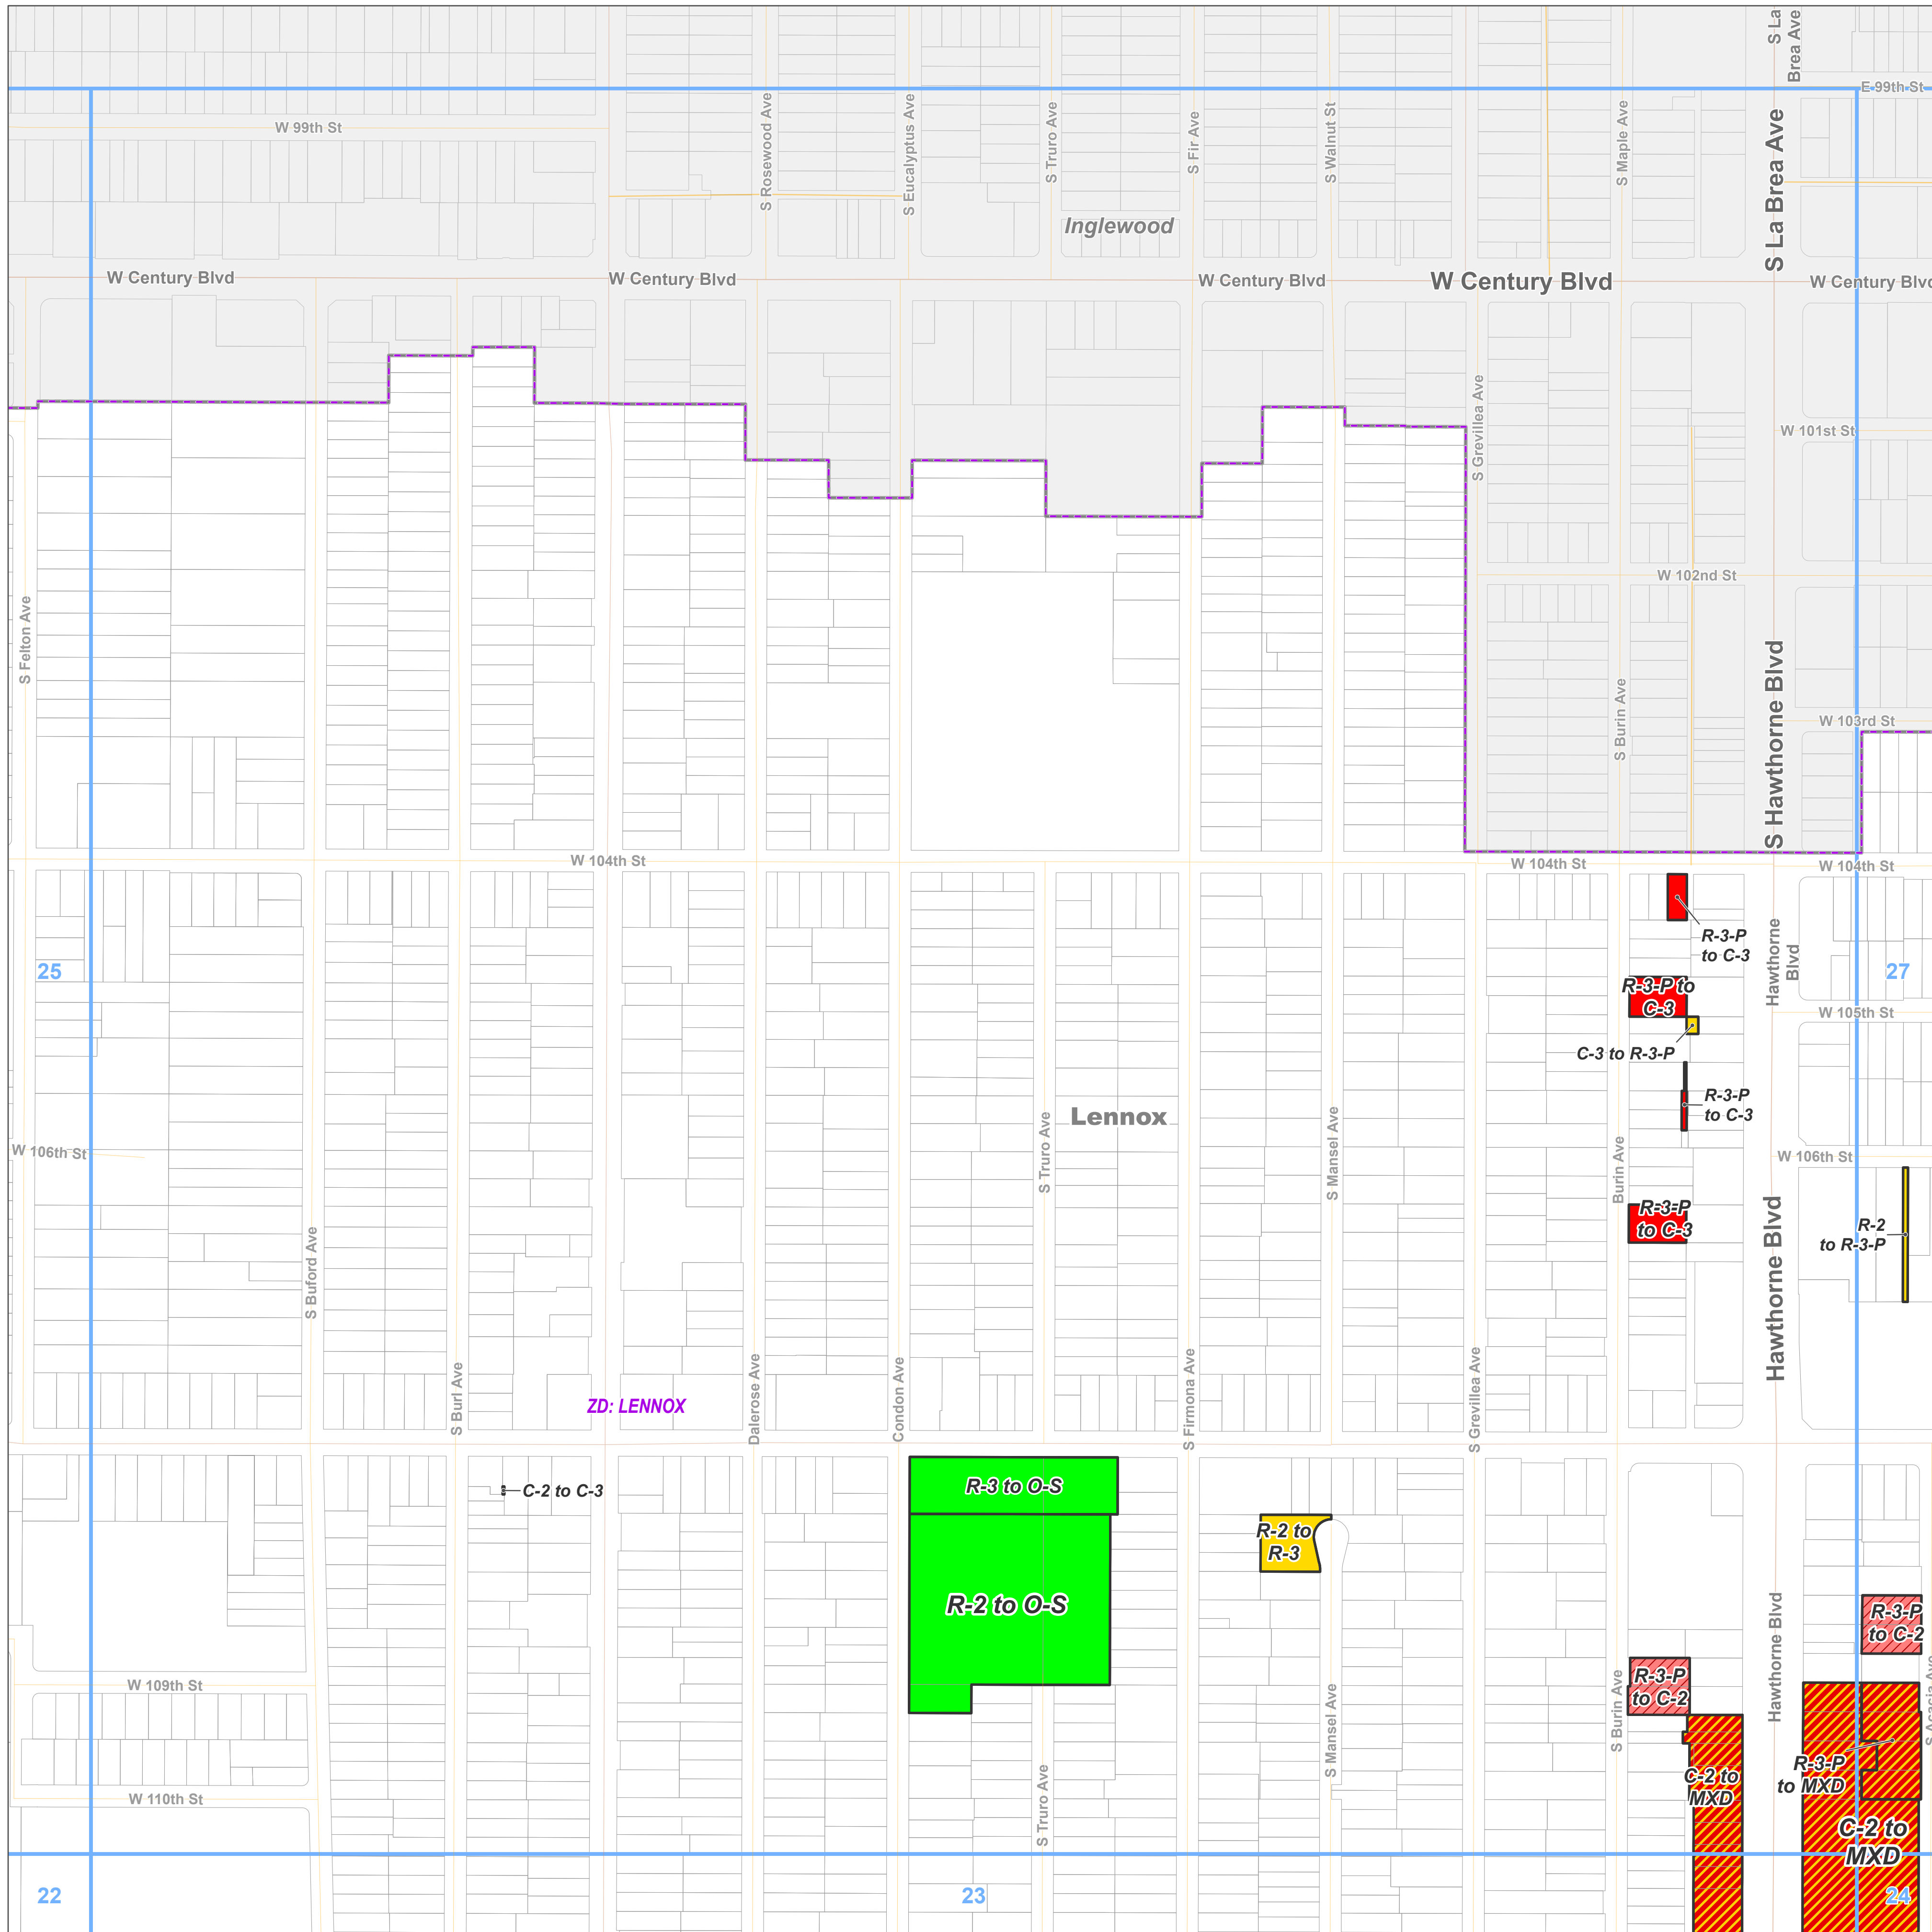 S La
Brea Ave
E 99th St
W 99th St
S Rosewood Ave
S Eucalyptus Ave
S Truro Ave
S Fir Ave
S Walnut St
S Maple Ave
S La Brea Ave
Inglewood
W Century Blvd
W Century Blvd
W Century Blvd
W Century Blvd
W Century Blvd
S Grevillea Ave
W 101st St
W 102nd St
S Felton Ave
S Burin Ave
S Hawthorne Blvd
W 103rd St
W 104th St
W 104th St
W 104th St
R-3-P
to C-3
Hawthorne
Blvd
25
27
R-3-P to
C-3
W 105th St
C-3 to R-3-P
R-3-P
to C-3
Lennox
S Truro Ave
S Mansel Ave
Burin Ave
W 106th St
W 106th St
R-3-P
to C-3
Hawthorne Blvd
R-2
to R-3-P
S Buford Ave
S Burl Ave
ZD: LENNOX
Dalerose Ave
Condon Ave
S Firmona Ave
S Grevillea Ave
C-2 to C-3
R-3 to O-S
R-2 to
R-3
R-2 to O-S
Hawthorne Blvd
R-3-P
to C-2
R-3-P
to C-2
W 109th St
S Burin Ave
S Mansel Ave
S Acacia Ave
R-3-P
to MXD
C-2 to
MXD
W 110th St
S Truro Ave
C-2 to
MXD
22
23
24